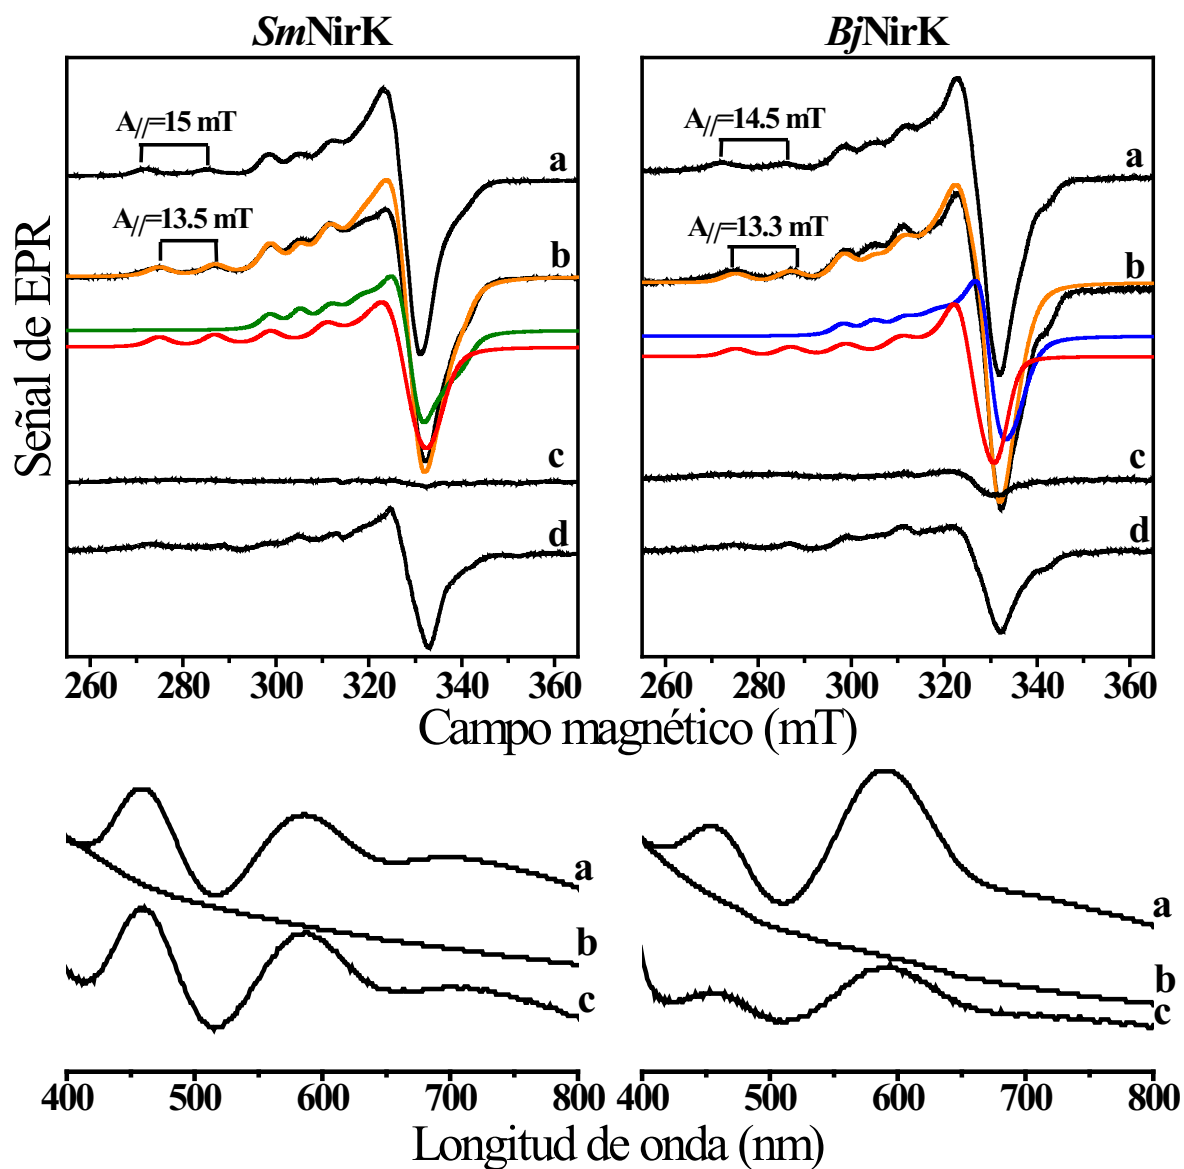 SmNirK
BjNirK
A//=15 mT
a
A//=13.5 mT
b
c
d
A//=14.5 mT
a
A//=13.3 mT
b
c
d
Señal de EPR
260 280 300 320 340 360
260 280 300 320 340 360
Campo magnético (mT)
a
b
c
a
b
c
400 500 600 700 800
400 500 600 700 800
Longitud de onda (nm)